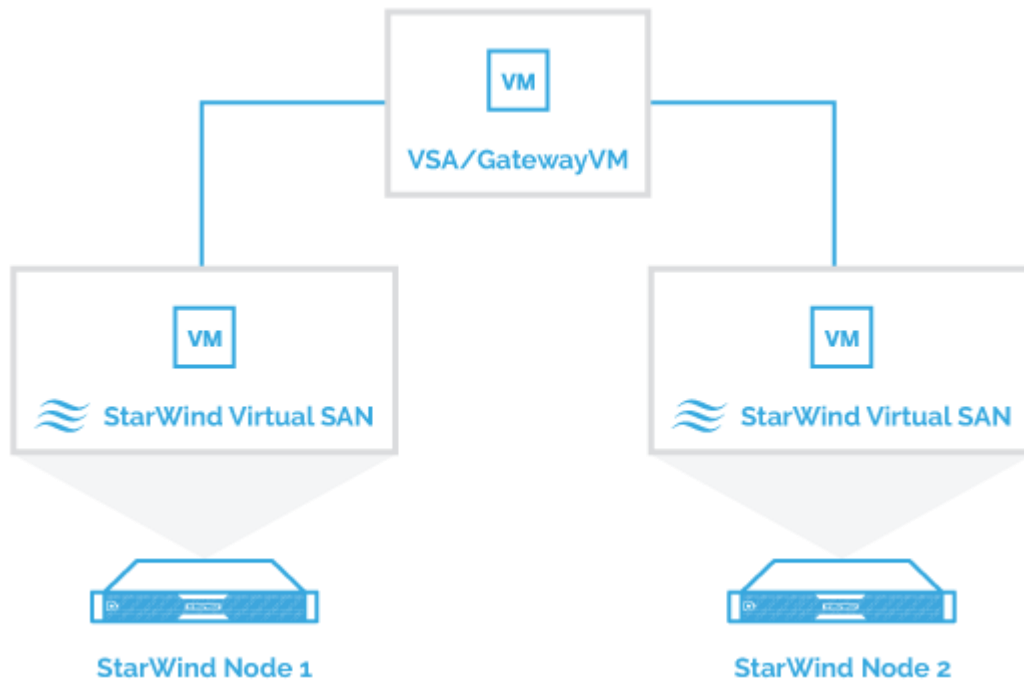 VM
VSA/GatewayVM
VM
StarWind Virtual SAN
VM
StarWind Virtual SAN
StarWind Node 1
StarWind Node 2